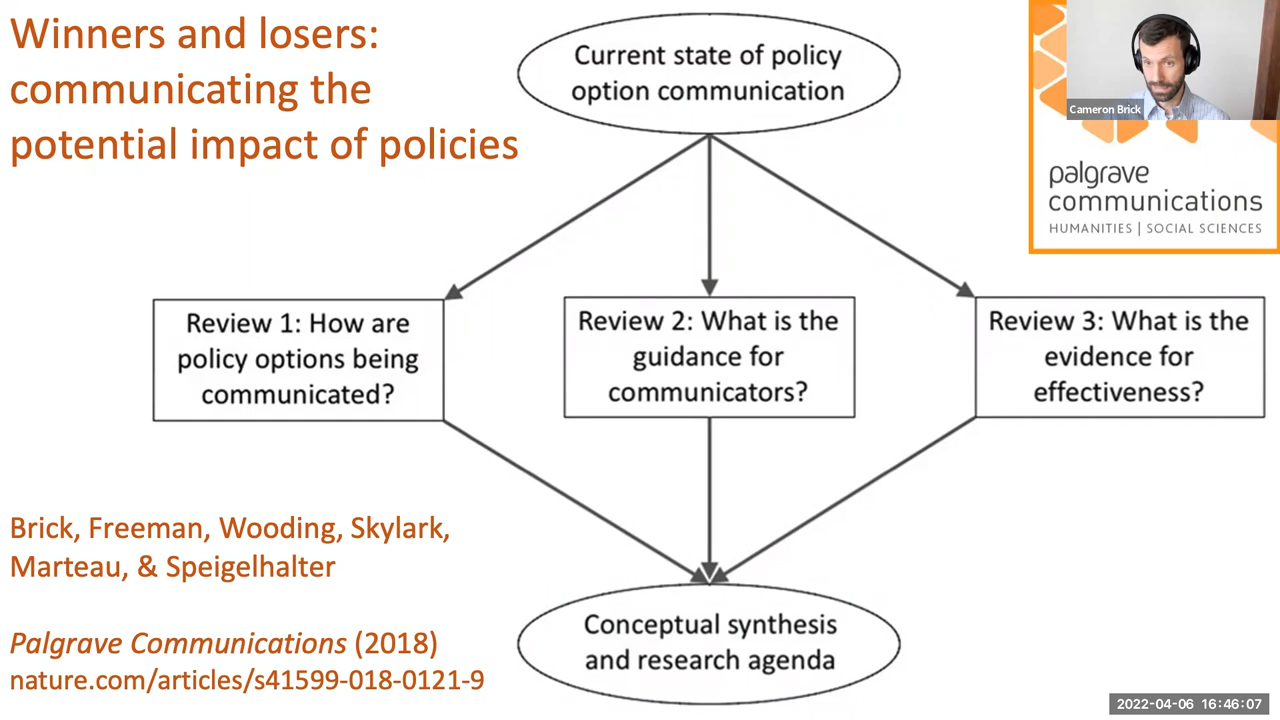 Winners and losers:
communicating the
potential impact of policies
Current state of policy
option communication
Cameron Brick
palgrave
communications
HUMANITIES | SOCIAL SCIENCES
Review 1: How are
policy options being
communicated?
Review 2: What is the
guidance for
communicators?
Review 3: What is the
evidence for
effectiveness?
Brick, Freeman, Wooding, Skylark,
Marteau, & Speigelhalter
Palgrave Communications (2018)
nature.com/articles/s41599-018-0121-9
Conceptual synthesis
and research agenda
2022-04-06 16:46:07